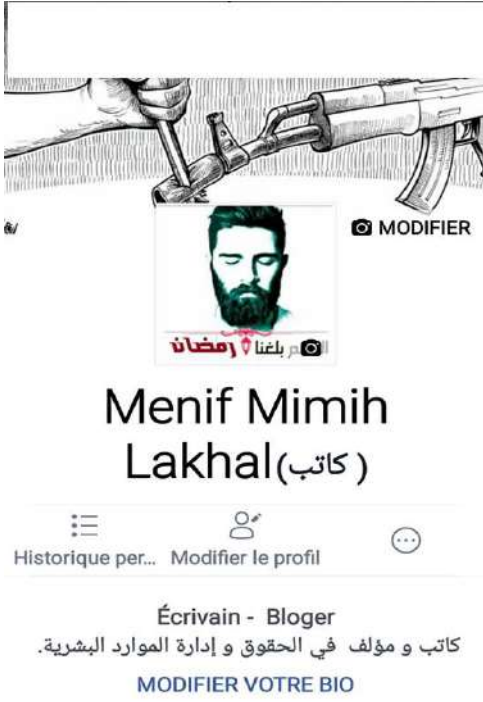 MODIFIER
بلغنا رمضان
Menif Mimih
Lakhal (كاتب)
Historique per... Modifier le profil
Écrivain - Bloger
كاتب و مؤلف في الحقوق و إدارة الموارد البشرية.
MODIFIER VOTRE BIO